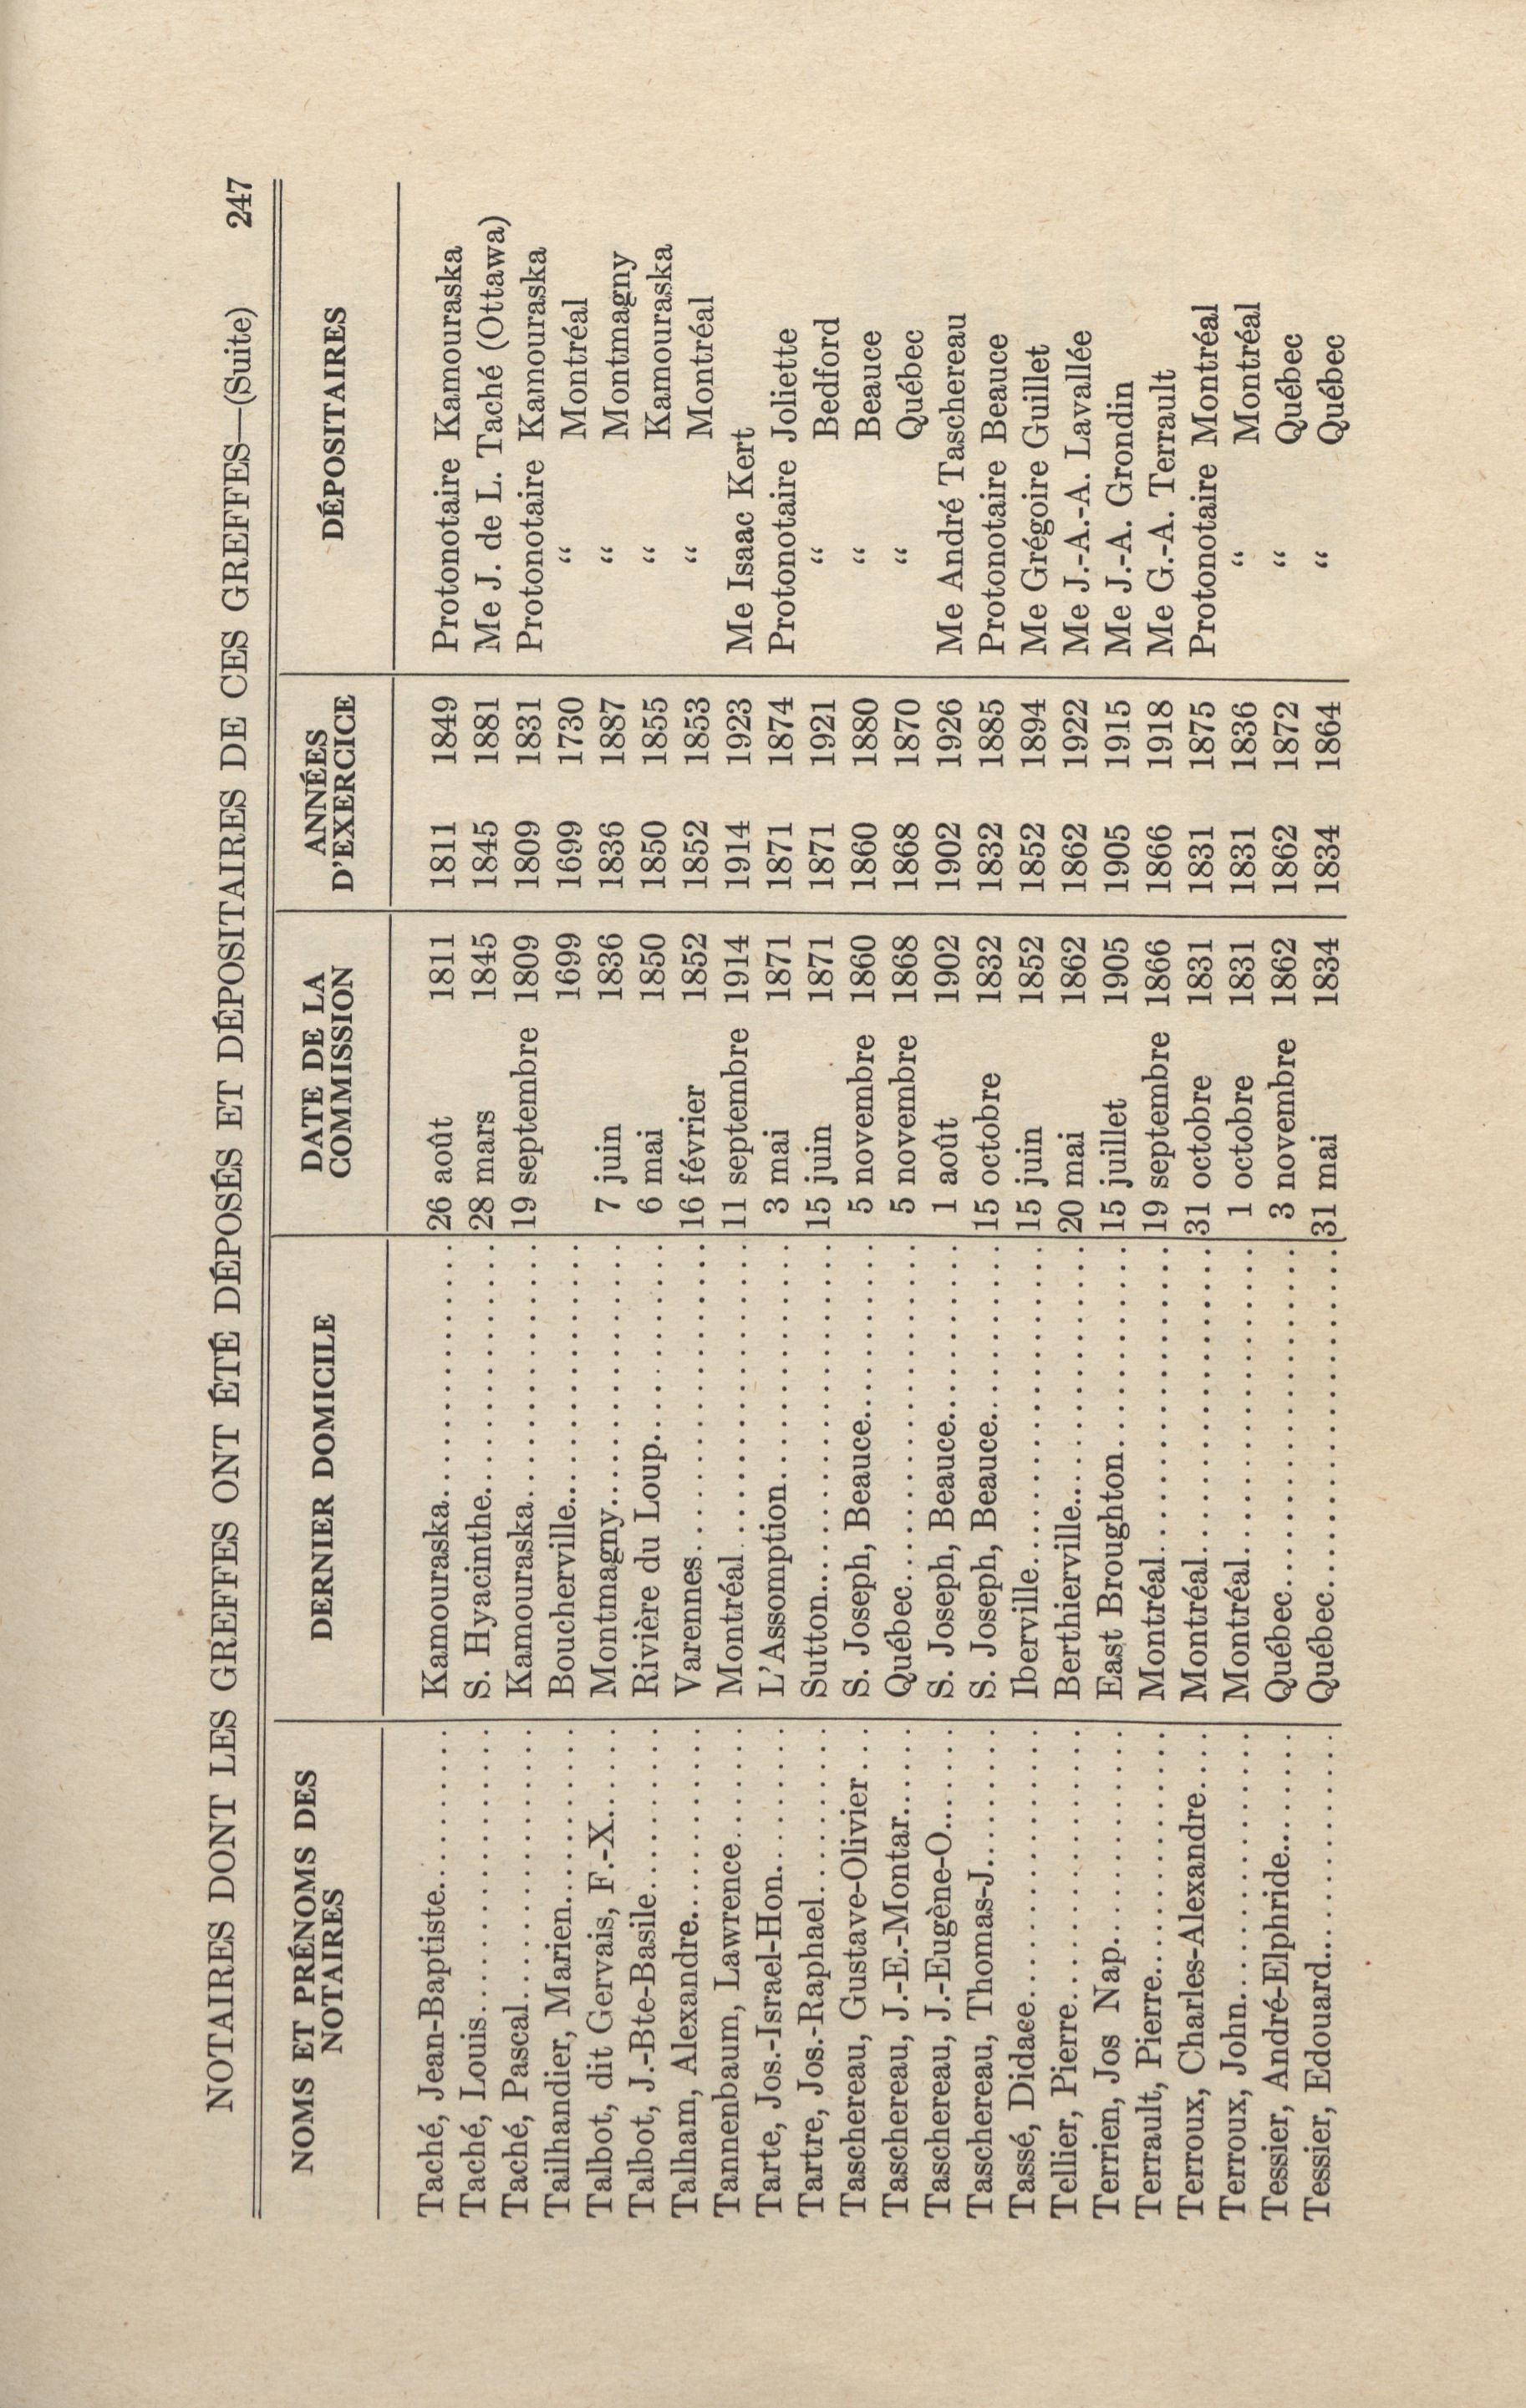 NOTAIRES DONT LES GREFFES ONT ÉTÉ DÉPOSÉS ET DÉPOSITAIRES DE CES GREFFES—(Suite) 247
NOMS ET PRÉNOMS DES NOTAIRES | DERNIER DOMICILE | DATE DE LA COMMISSION | ANNÉES D'EXERCICE | DÉPOSITAIRES
Taché, Jean-Baptiste......... Kamouraska......... 26 août 1811 1811 1849 Protonotaire Kamouraska
Taché, Louis......... S. Hyacinthe......... 28 mars 1845 1845 1881 Me J. de L. Taché (Ottawa)
Taché, Pascal......... Kamouraska......... 19 septembre 1809 1809 1831 Protonotaire Kamouraska
Tailhandier, Marien......... Boucherville......... 1699 1699 1730 “ Montréal
Talbot, dit Gervais, F.-X......... Montmagny......... 7 juin 1836 1836 1887 “ Montmagny
Talbot, J.-Bte-Basile......... Rivière du Loup......... 6 mai 1850 1850 1855 “ Kamouraska
Talham, Alexandre......... Varennes......... 16 février 1852 1852 1853 “ Montréal
Tannenbaum, Lawrence......... Montréal......... 11 septembre 1914 1914 1923 Me Isaac Kert
Tarte, Jos.-Israel-Hon......... L'Assomption......... 3 mai 1871 1871 1874 Protonotaire Joliette
Tartre, Jos.-Raphael......... Sutton......... 15 juin 1871 1871 1921 “ Bedford
Taschereau, Gustave-Olivier... S. Joseph, Beauce......... 5 novembre 1860 1860 1880 “ Beauce
Taschereau, J.-E.-Montar..... Québec......... 5 novembre 1868 1868 1870 “ Québec
Taschereau, J.-Eugène-O...... S. Joseph, Beauce......... 1 août 1902 1902 1926 Me André Taschereau
Taschereau, Thomas-J......... S. Joseph, Beauce......... 15 octobre 1832 1832 1885 Protonotaire Beauce
Tassé, Didace......... Iberville......... 15 juin 1852 1852 1894 Me Grégoire Guillet
Tellier, Pierre......... Berthierville......... 20 mai 1862 1862 1922 Me J.-A.-A. Lavallée
Terrien, Jos Nap......... East Broughton......... 15 juillet 1905 1905 1915 Me J.-A. Grondin
Terrault, Pierre......... Montréal......... 19 septembre 1866 1866 1918 Me G.-A. Terrault
Terroux, Charles-Alexandre.... Montréal......... 31 octobre 1831 1831 1875 Protonotaire Montréal
Terroux, John......... Montréal......... 1 octobre 1831 1831 1836 “ Montréal
Tessier, André-Elphride......... Québec......... 3 novembre 1862 1862 1872 “ Québec
Tessier, Edouard......... Québec......... 31 mai 1834 1834 1864 “ Québec